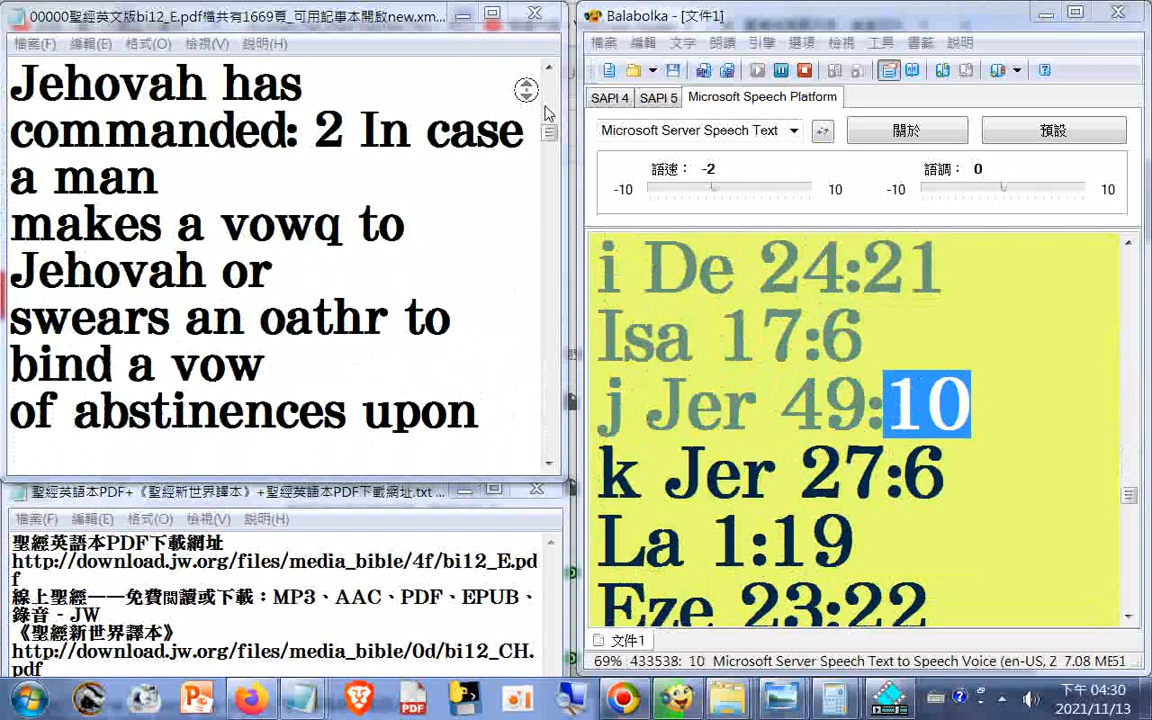 00000聖經英文版bi12_E.pdf檔共有1669頁_可用記事本開啟new.xm...
檔案(F) 編輯(E) 格式(O) 檢視(V) 說明(H)
Jehovah has
commanded: 2 In case
a man
makes a vowq to
Jehovah or
swears an oathr to
bind a vow
of abstinences upon
聖經英語本PDF+《聖經新世界譯本》+聖經英語本PDF下載網址.txt ...
檔案(F) 編輯(E) 格式(O) 檢視(V) 說明(H)
聖經英語本PDF下載網址
http://download.jw.org/files/media_bible/4f/bi12_E.pd
f
線上聖經——免費閱讀或下載：MP3、AAC、PDF、EPUB、
錄音 - JW
《聖經新世界譯本》
http://download.jw.org/files/media_bible/0d/bi12_CH.
pdf
Balabolka - [文件1]
檔案 編輯 文字 朗讀 引擎 選項 檢視 工具 書籤 說明
SAPI 4 SAPI 5 Microsoft Speech Platform
Microsoft Server Speech Text 關於 預設
語速： -2 語調： 0
-10 10 -10 10
i De 24:21
Isa 17:6
j Jer 49:10
k Jer 27:6
La 1:19
Eze 23:22
文件1
69% 433538: 10 Microsoft Server Speech Text to Speech Voice (en-US, Z 7.08 ME51
PDF
下午 04:30
2021/11/13